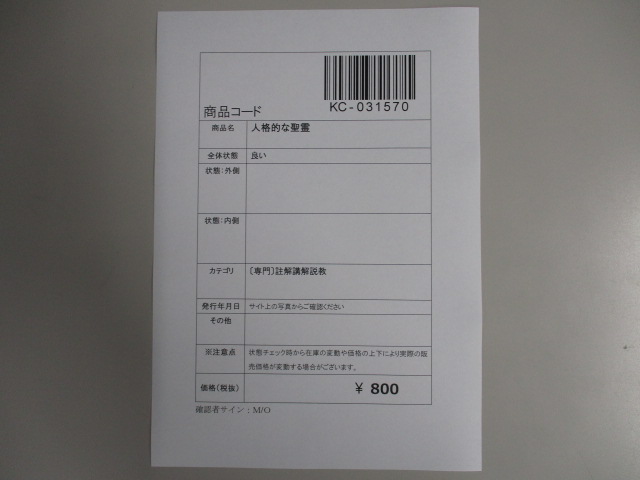 商品コード
KC-031570
商品名 人格的な聖霊
全体状態 良い
状態:外側
状態:内側
カテゴリ 〔専門〕註解講解説教
発行年月日 サイト上の写真からご確認ください
その他
※注意点 状態チェック時から在庫の変動や価格の上下により実際の販
売価格が変動する場合がございます。
価格(税抜) ¥ 800
確認者サイン:M/O